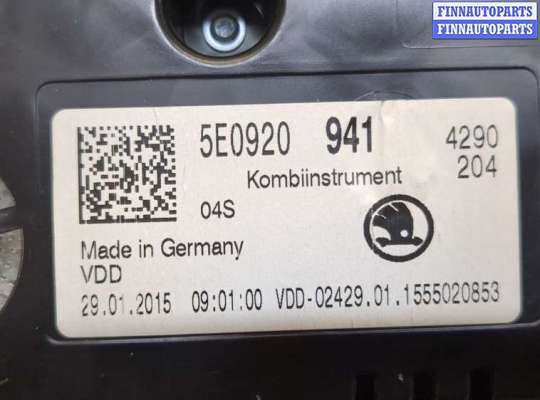 FINNAUTOPARTS
FINNAUTOPARTS
FINNAUTOPARTS
5E0920 941 4290
Kombiinstrument 204
04S
Made in Germany
VDD
29.01.2015 09:01:00 VDD-02429.01.1555020853